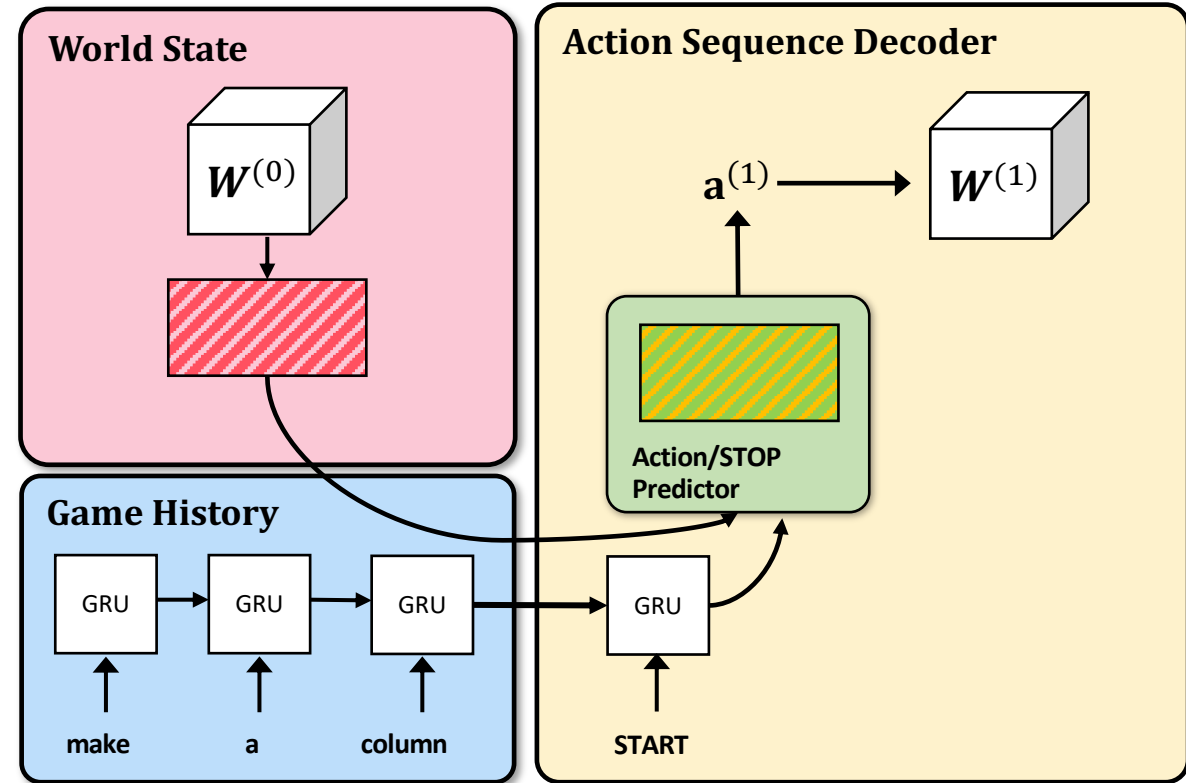 World State
W^(0)
Game History
GRU
GRU
GRU
make
a
column
Action Sequence Decoder
a^(1)
W^(1)
Action/STOP
Predictor
GRU
START